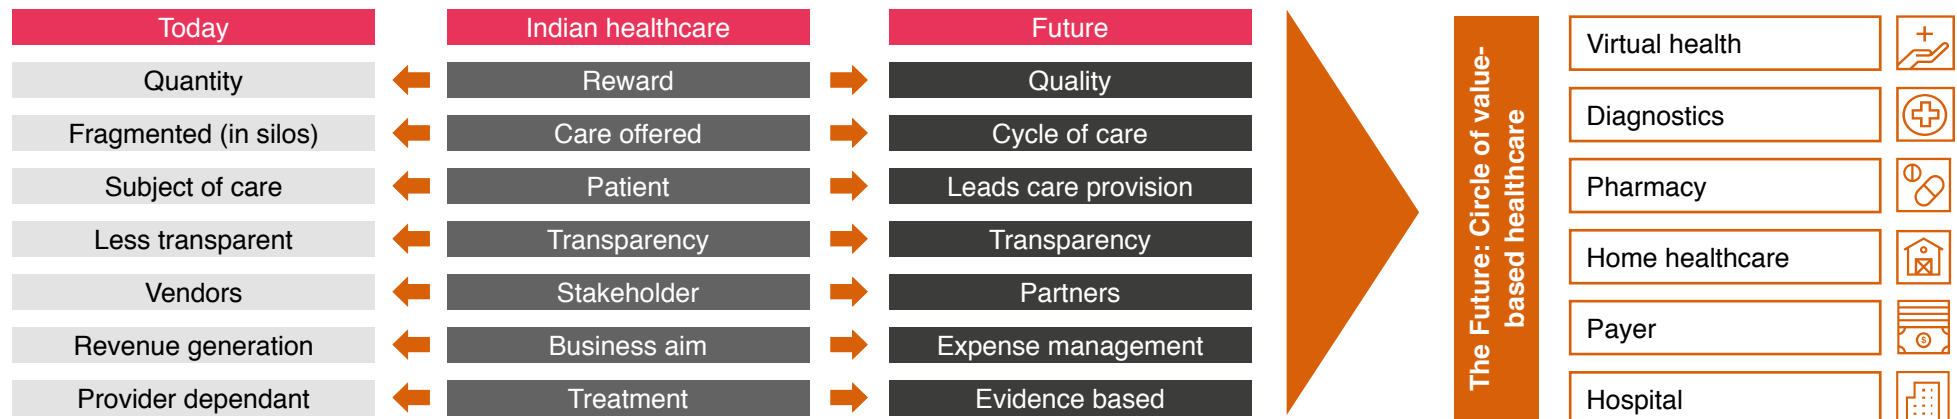 Today Indian healthcare Future
Quantity Reward Quality
Fragmented (in silos) Care offered Cycle of care
Subject of care Patient Leads care provision
Less transparent Transparency Transparency
Vendors Stakeholder Partners
Revenue generation Business aim Expense management
Provider dependant Treatment Evidence based
The Future: Circle of value-
based healthcare
Virtual health
Diagnostics
Pharmacy
Home healthcare
Payer
$
Hospital